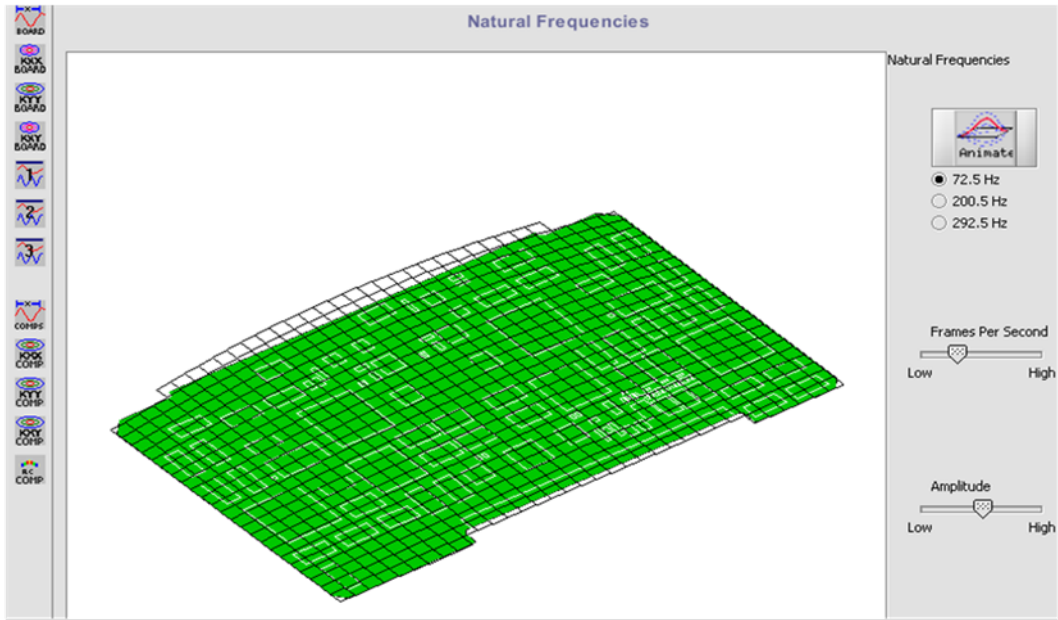 Natural Frequencies
BOARD
KXX
BOARD
KYY
BOARD
KXY
BOARD
1
2
3
COMPS
KXX
COMP
KYY
COMP
KXY
COMP
R.C
COMP
Natural Frequencies
Animate
72.5 Hz
200.5 Hz
292.5 Hz
Frames Per Second
Low High
Amplitude
Low High